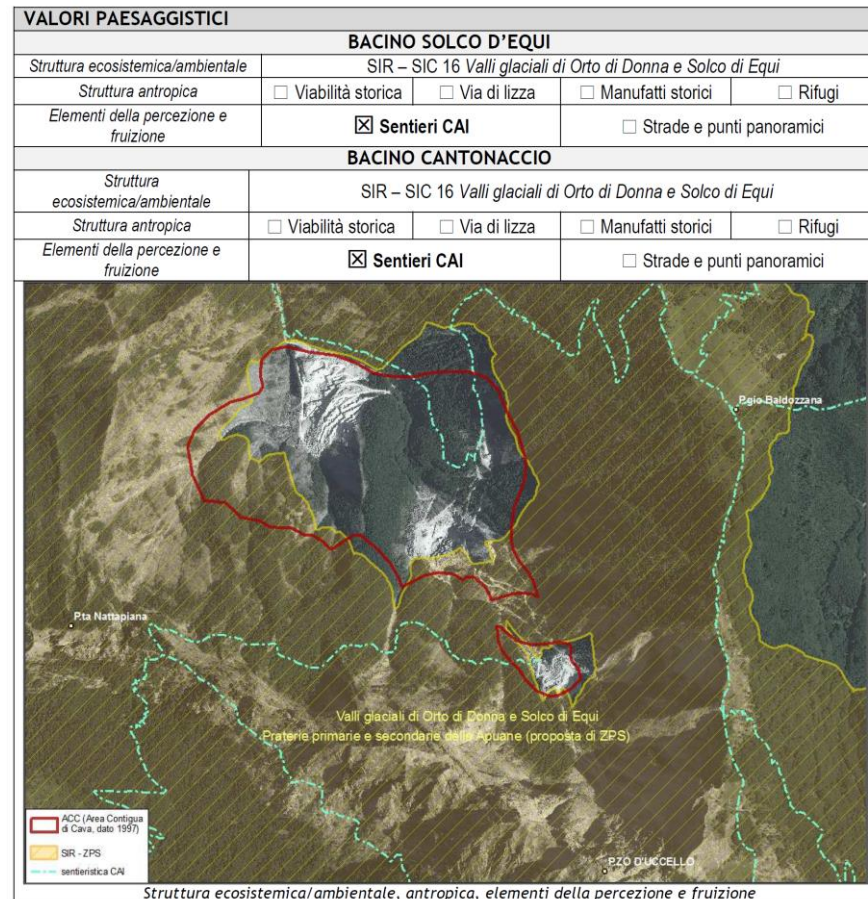 VALORI PAESAGGISTICI
BACINO SOLCO D'EQUI
Struttura ecosistemica/ambientale SIR – SIC 16 Valli glaciali di Orto di Donna e Solco di Equi
Struttura antropica ☐ Viabilità storica ☐ Via di lizza ☐ Manufatti storici ☐ Rifugi
Elementi della percezione e
fruizione ☒ Sentieri CAI ☐ Strade e punti panoramici
BACINO CANTONACCIO
Struttura
ecosistemica/ambientale SIR – SIC 16 Valli glaciali di Orto di Donna e Solco di Equi
Struttura antropica ☐ Viabilità storica ☐ Via di lizza ☐ Manufatti storici ☐ Rifugi
Elementi della percezione e
fruizione ☒ Sentieri CAI ☐ Strade e punti panoramici
P.gio Baldozzana
P.ta Nattapiana
Valli glaciali di Orto di Donna e Solco di Equi
Praterie primarie e secondarie delle Apuane (proposta di ZPS)
P.ZO D'UCCELLO
ACC (Area Contigua
di Cava, dato 1997)
SIR - ZPS
sentieristica CAI
Struttura ecosistemica/ambientale, antropica, elementi della percezione e fruizione